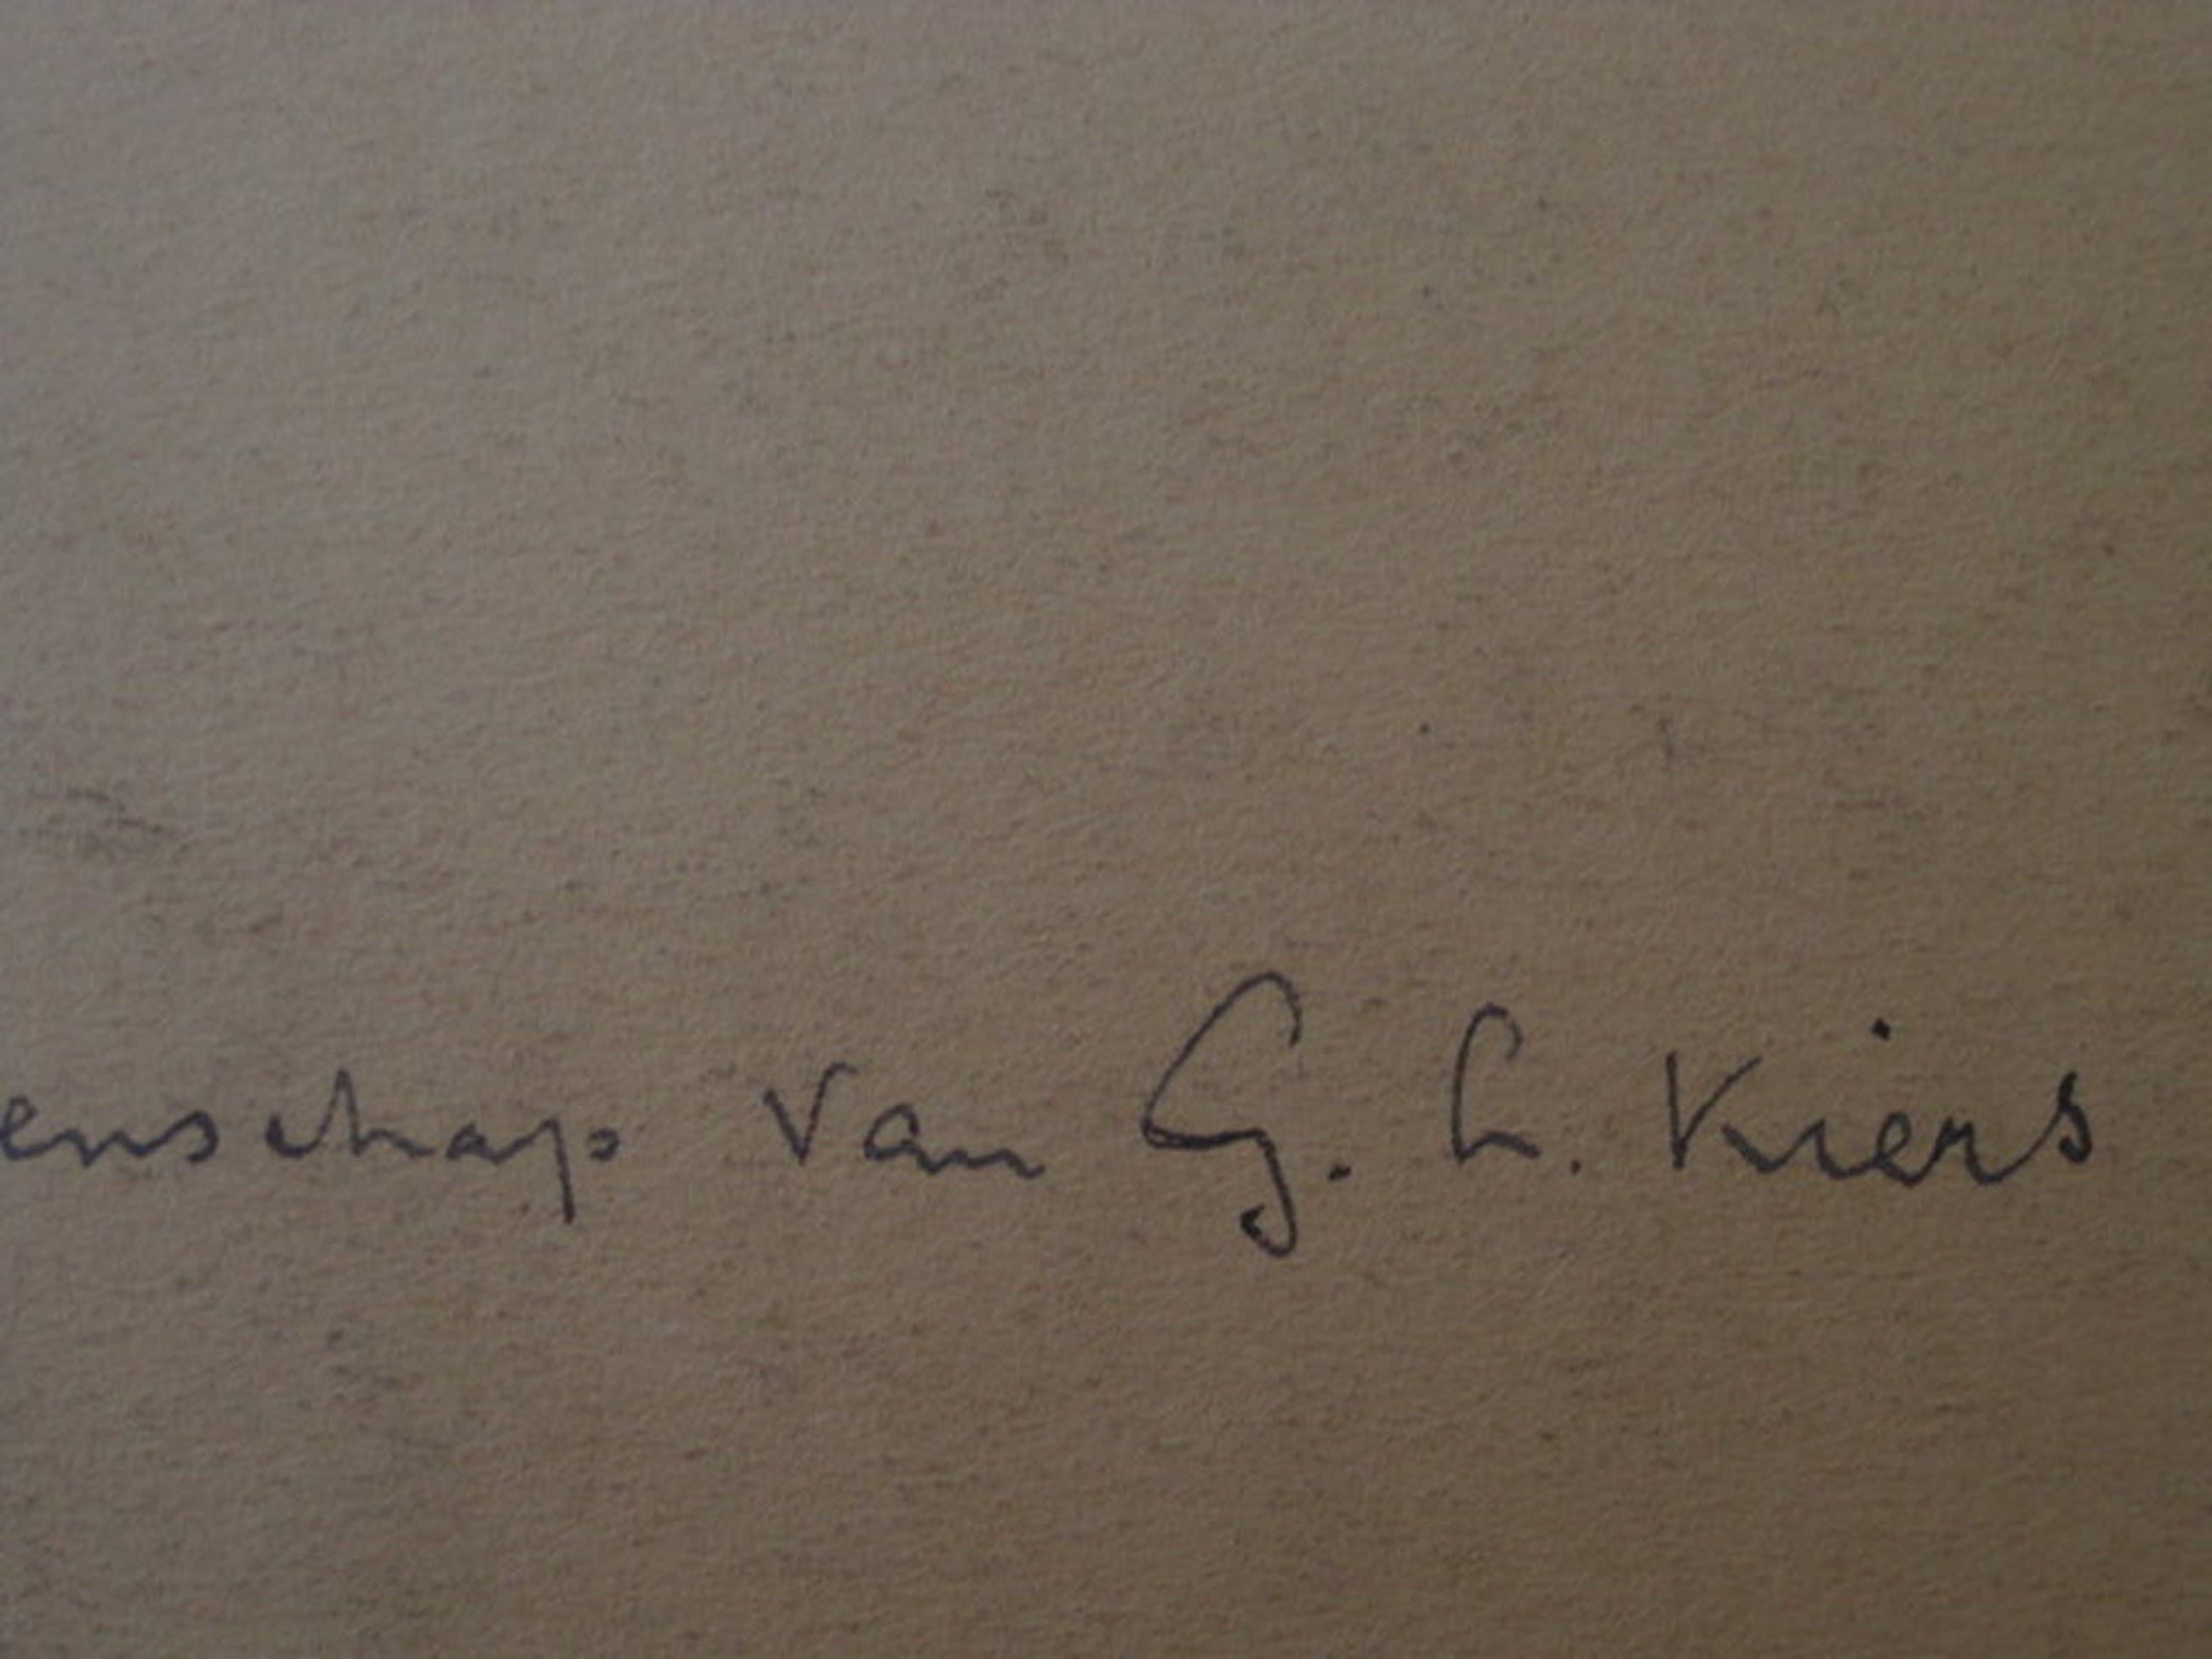 enschap van G. L. Kiers